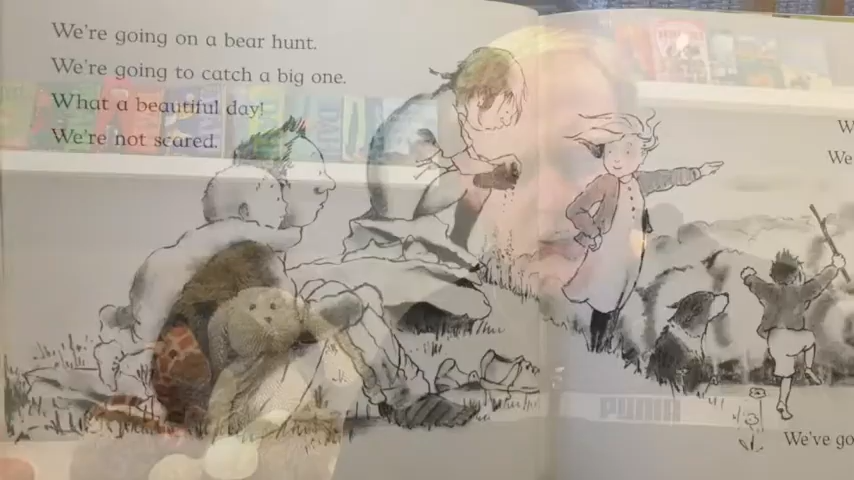 We're going on a bear hunt.
We're going to catch a big one.
What a beautiful day!
We're not scared.
We
We've go
PUMA